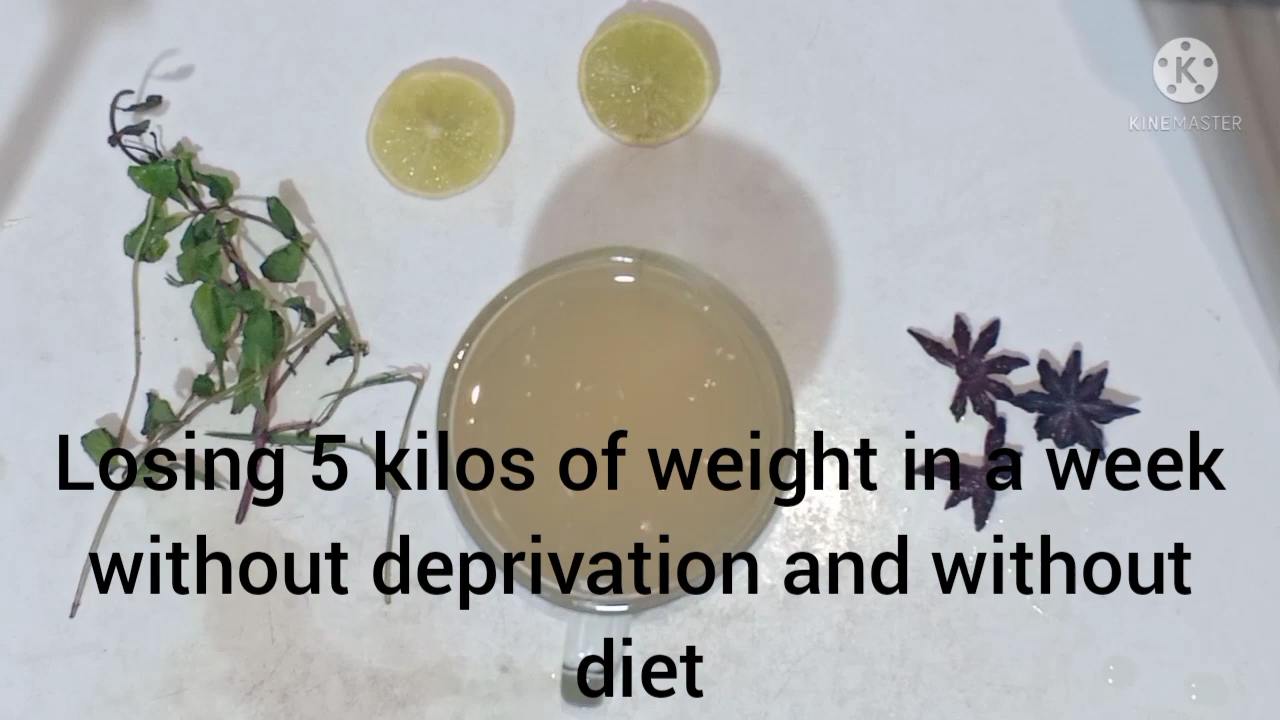 K
KINEMASTER
Losing 5 kilos of weight in a week
without deprivation and without
diet